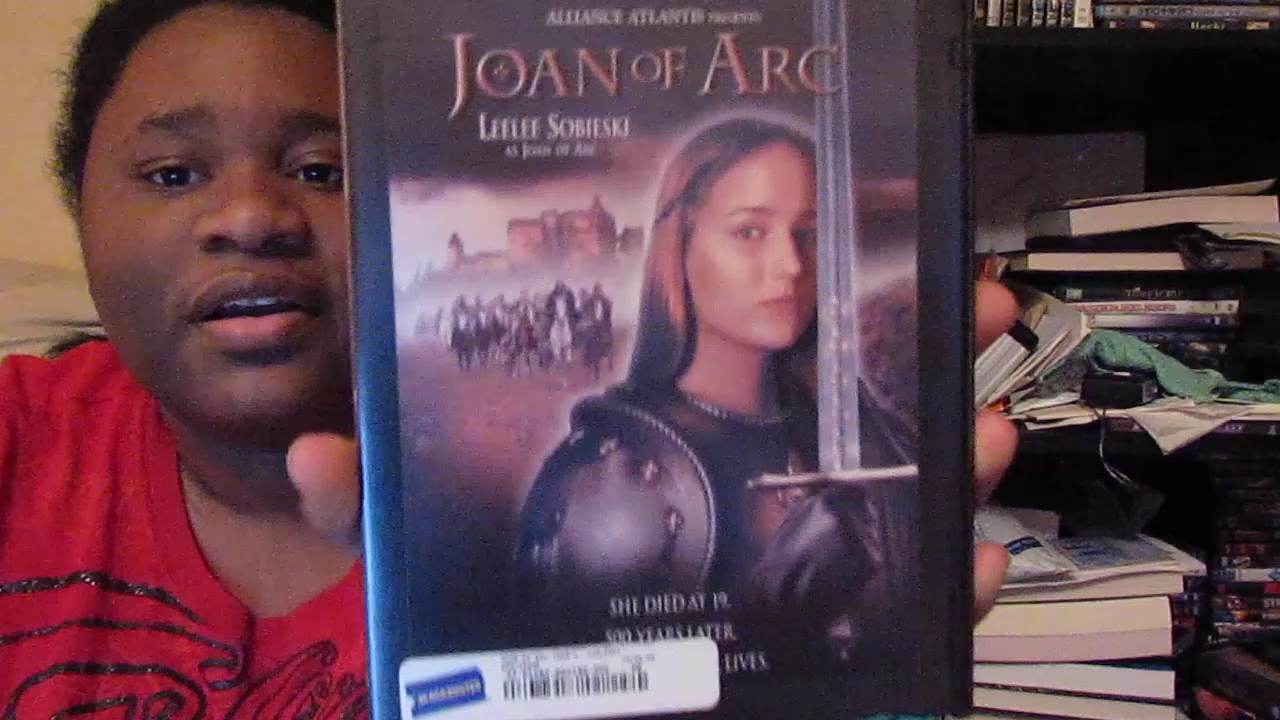 ALLIANCE ATLANTIS PRESENTS
JOAN OF ARC
LEELEE SOBIESKI
AS JOAN OF ARC
SHE DIED AT 19.
500 YEARS LATER,
LIVES.
BLOCKBUSTER